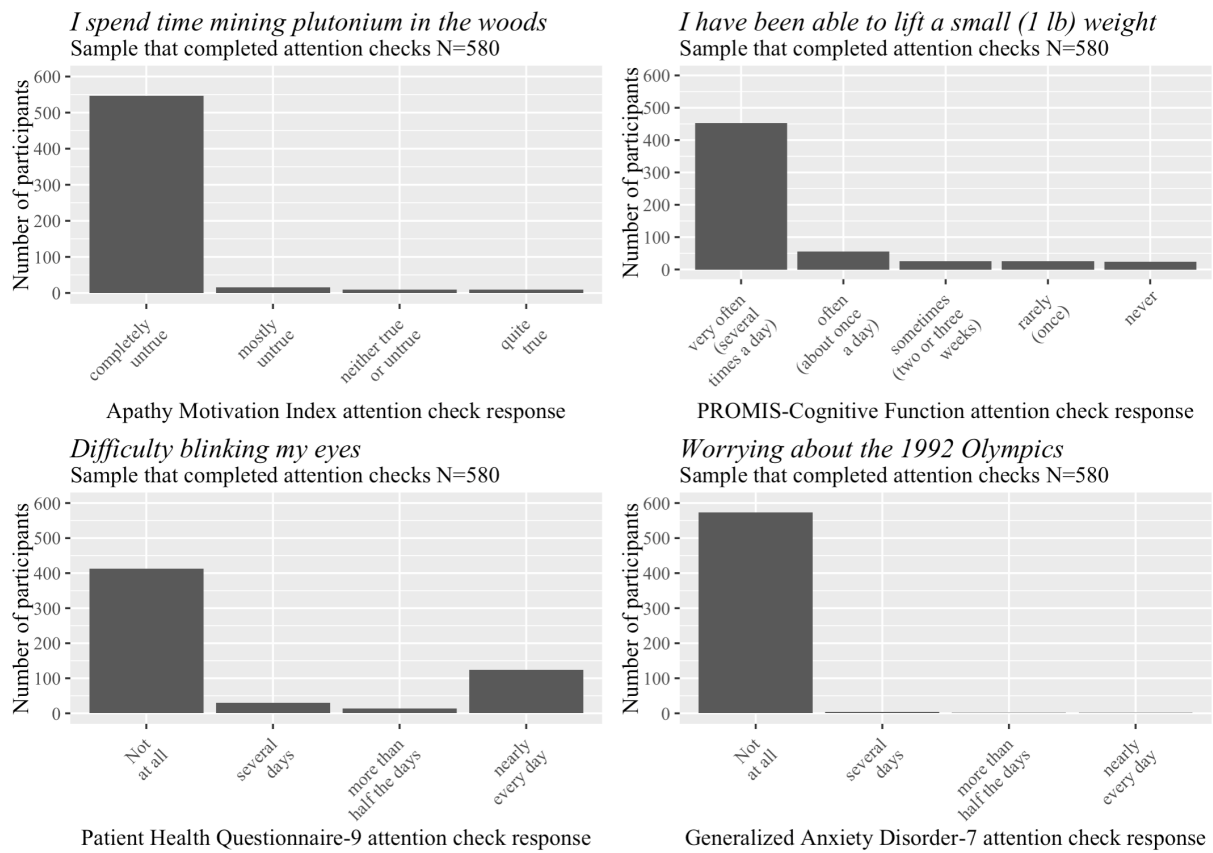 I spend time mining plutonium in the woods
Sample that completed attention checks N=580
Number of participants
600
500
400
300
200
100
0
completely
untrue
mostly
untrue
neither true
or untrue
quite
true
Apathy Motivation Index attention check response
I have been able to lift a small (1 lb) weight
Sample that completed attention checks N=580
Number of participants
600
500
400
300
200
100
0
very often
(several
times a day)
often
(about once
a day)
sometimes
(two or three
weeks)
rarely
(once)
never
PROMIS-Cognitive Function attention check response
Difficulty blinking my eyes
Sample that completed attention checks N=580
Number of participants
600
500
400
300
200
100
0
Not
at all
several
days
more than
half the days
nearly
every day
Patient Health Questionnaire-9 attention check response
Worrying about the 1992 Olympics
Sample that completed attention checks N=580
Number of participants
600
500
400
300
200
100
0
Not
at all
several
days
more than
half the days
nearly
every day
Generalized Anxiety Disorder-7 attention check response